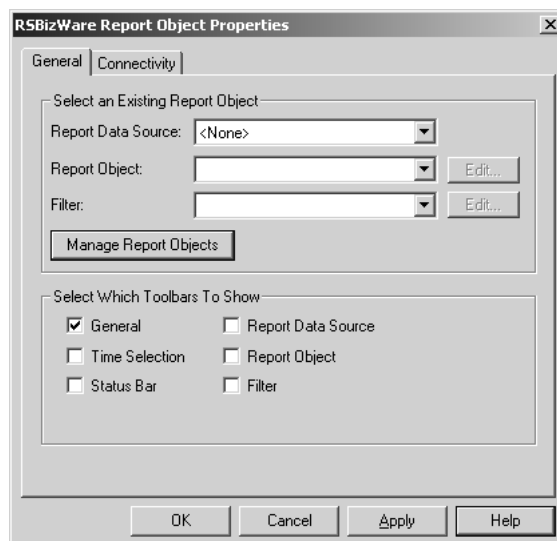 RSBizWare Report Object Properties
General Connectivity
Select an Existing Report Object
Report Data Source: <None>
Report Object: Edit...
Filter: Edit...
Manage Report Objects
Select Which Toolbars To Show
General Report Data Source
Time Selection Report Object
Status Bar Filter
OK Cancel Apply Help